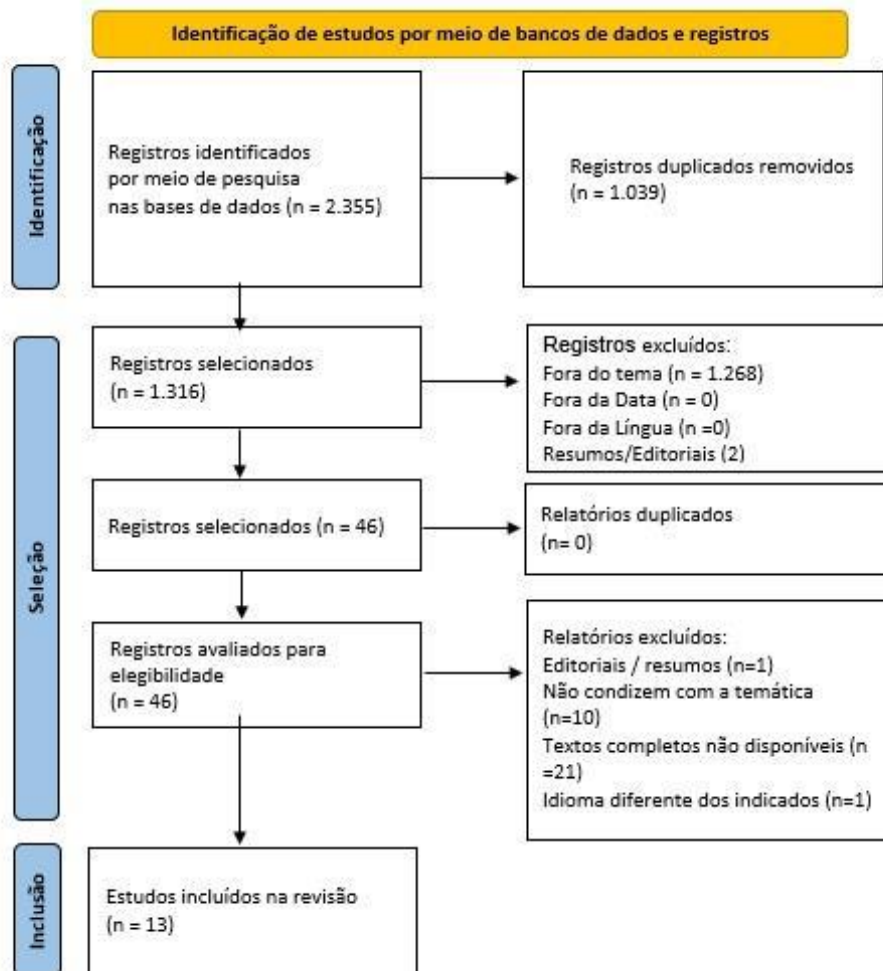 Identificação de estudos por meio de bancos de dados e registros
Identificação
Registros identificados
por meio de pesquisa
nas bases de dados (n = 2.355)
Registros duplicados removidos
(n = 1.039)
Seleção
Registros selecionados
(n = 1.316)
Registros excluídos:
Fora do tema (n = 1.268)
Fora da Data (n = 0)
Fora da Língua (n =0)
Resumos/Editoriais (2)
Registros selecionados (n = 46)
Relatórios duplicados
(n= 0)
Registros avaliados para
elegibilidade
(n = 46)
Relatórios excluídos:
Editoriais / resumos (n=1)
Não condizem com a temática
(n=10)
Textos completos não disponíveis (n
=21)
Idioma diferente dos indicados (n=1)
Inclusão
Estudos incluídos na revisão
(n = 13)